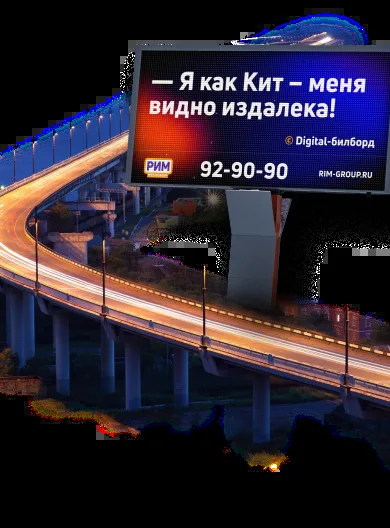 — Я как Кит – меня
видно издалека!
© Digital-билборд
РИМ
92-90-90
RIM-GROUP.RU